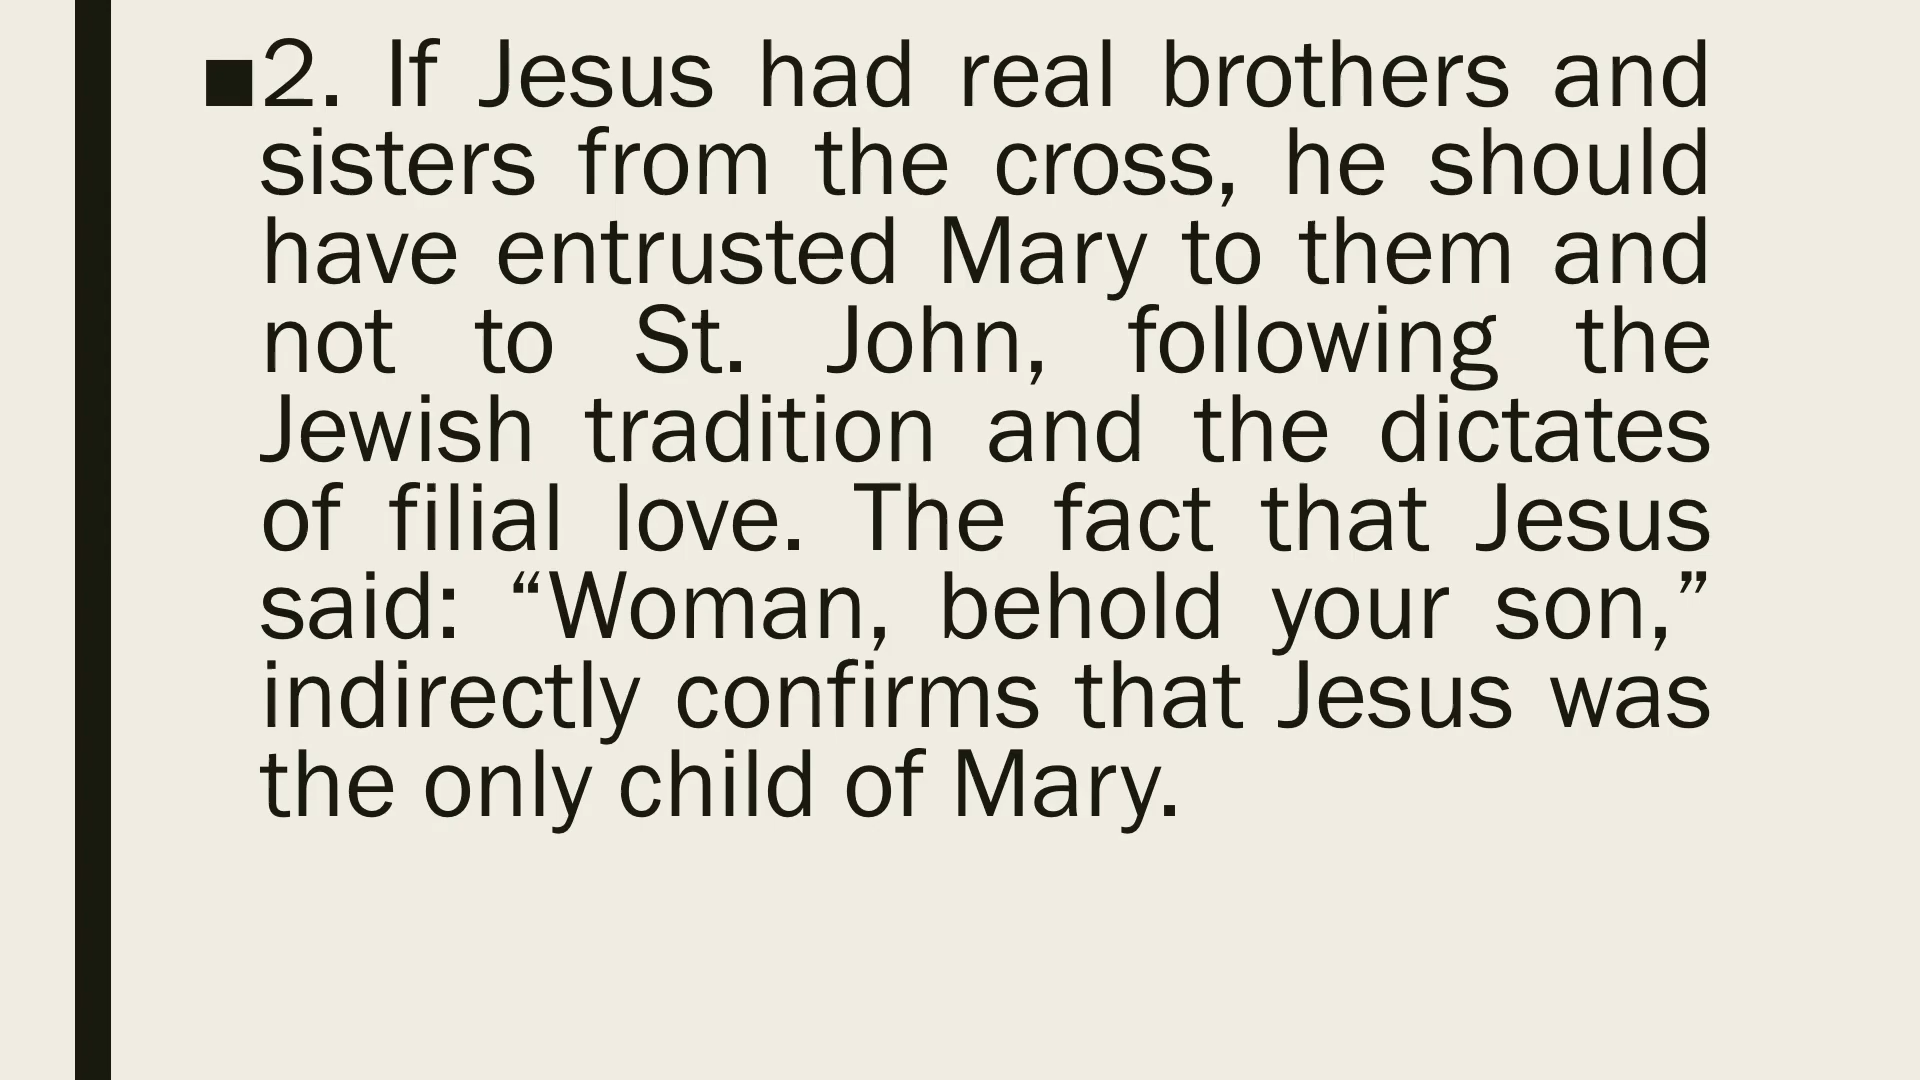 ■2. If Jesus had real brothers and
sisters from the cross, he should
have entrusted Mary to them and
not to St. John, following the
Jewish tradition and the dictates
of filial love. The fact that Jesus
said: “Woman, behold your son,”
indirectly confirms that Jesus was
the only child of Mary.